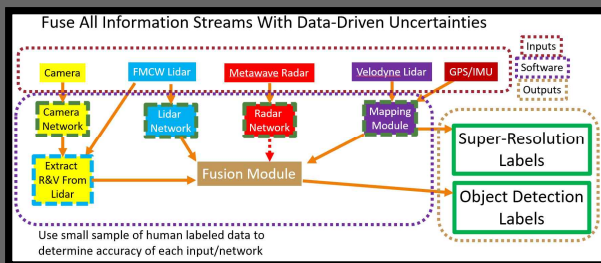 Fuse All Information Streams With Data-Driven Uncertainties
Inputs
Camera
FMCW Lidar
Metawave Radar
Velodyne Lidar
GPS/IMU
Software
Outputs
Camera
Network
Lidar
Network
Radar
Network
Mapping
Module
Super-Resolution
Labels
Extract
R&V From
Lidar
Fusion Module
Object Detection
Labels
Use small sample of human labeled data to
determine accuracy of each input/network